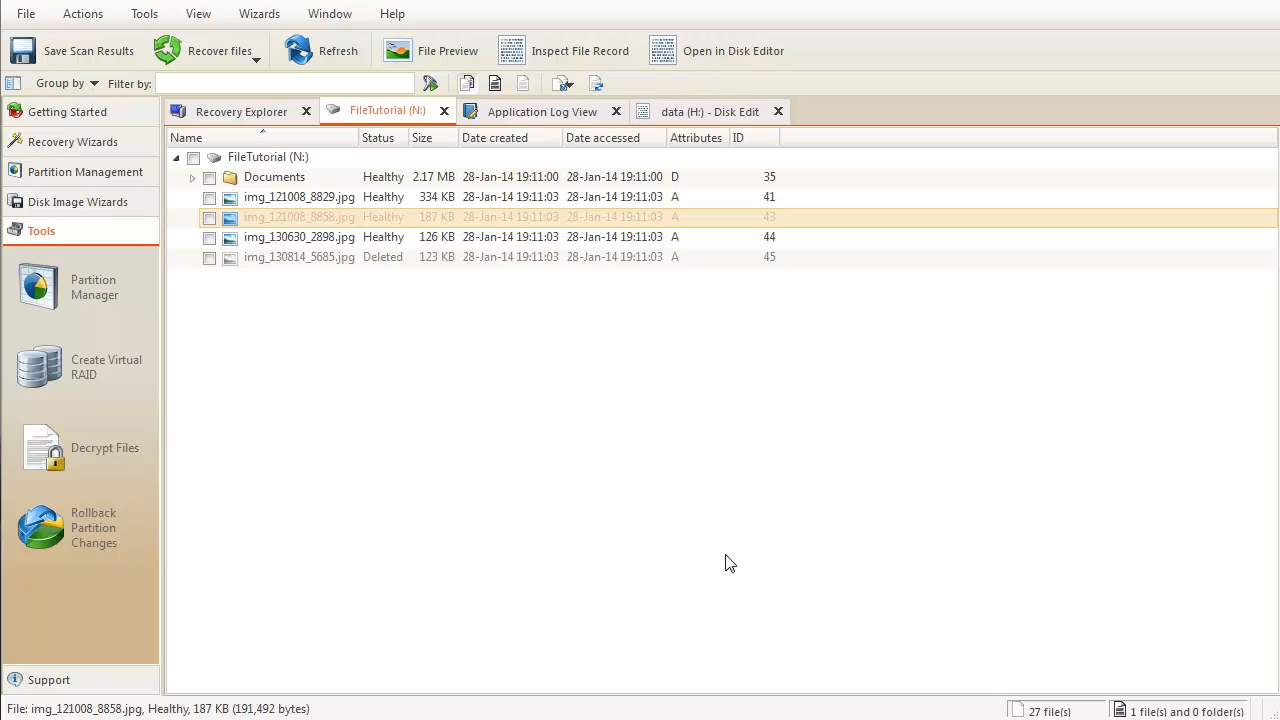 File Actions Tools View Wizards Window Help
Save Scan Results Recover files Refresh File Preview Inspect File Record Open in Disk Editor
Group by Filter by:
Getting Started
Recovery Wizards
Partition Management
Disk Image Wizards
Tools
Partition
Manager
Create Virtual
RAID
Decrypt Files
Rollback
Partition
Changes
Support
Recovery Explorer FileTutorial (N:) Application Log View data (H:) - Disk Edit
Name Status Size Date created Date accessed Attributes ID
FileTutorial (N:)
Documents Healthy 2.17 MB 28-Jan-14 19:11:00 28-Jan-14 19:11:00 D 35
img_121008_8829.jpg Healthy 334 KB 28-Jan-14 19:11:03 28-Jan-14 19:11:03 A 41
img_121008_8858.jpg Healthy 187 KB 28-Jan-14 19:11:03 28-Jan-14 19:11:03 A 43
img_130630_2898.jpg Healthy 126 KB 28-Jan-14 19:11:03 28-Jan-14 19:11:03 A 44
img_130814_5685.jpg Deleted 123 KB 28-Jan-14 19:11:03 28-Jan-14 19:11:03 A 45
File: img_121008_8858.jpg, Healthy, 187 KB (191,492 bytes) 27 file(s) 1 file(s) and 0 folder(s)